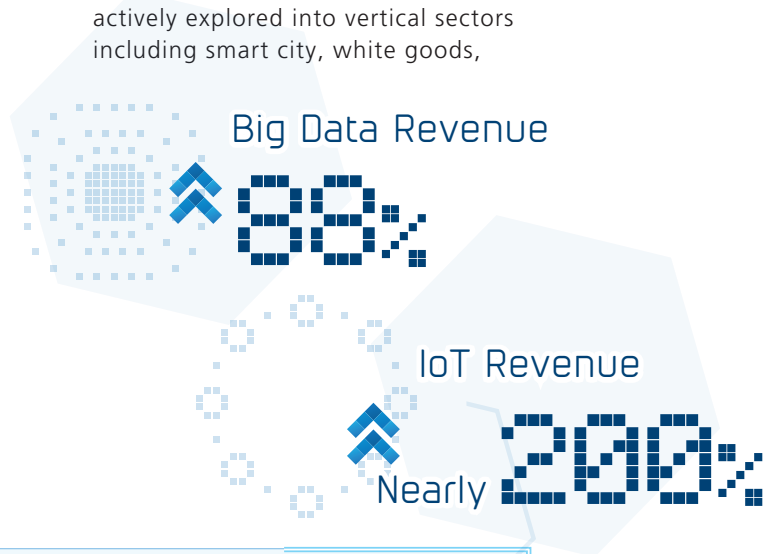 actively explored into vertical sectors
including smart city, white goods,
Big Data Revenue
88%
IoT Revenue
Nearly 200%